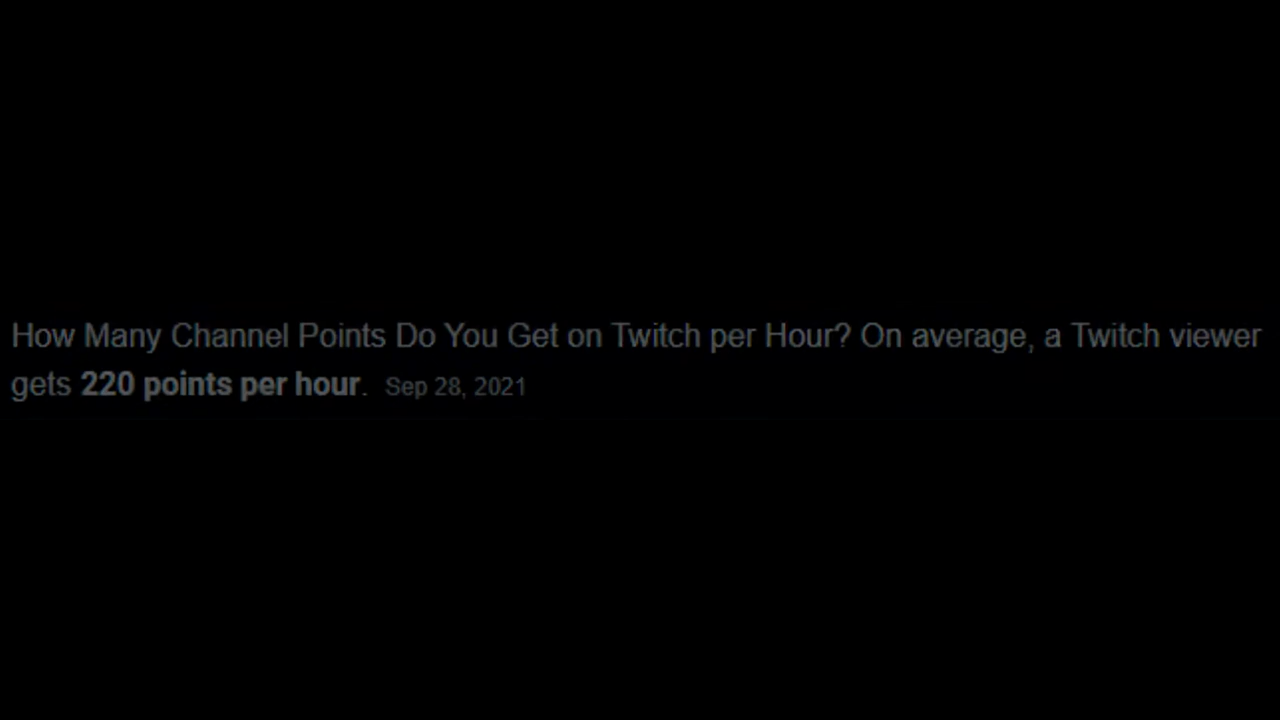 How Many Channel Points Do You Get on Twitch per Hour? On average, a Twitch viewer
gets 220 points per hour. Sep 28, 2021